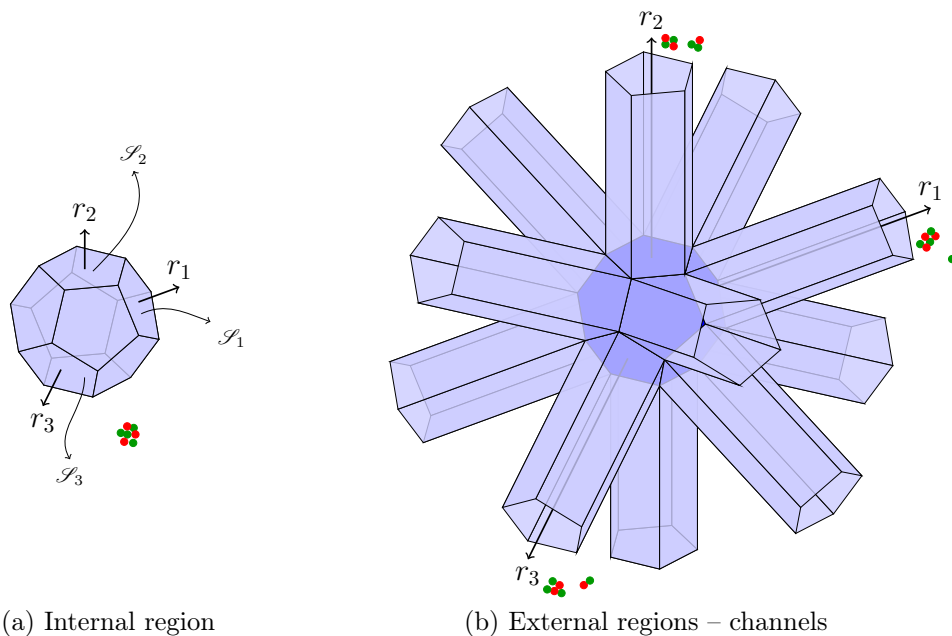 𝒮₂
r₂
r₁
𝒮₁
r₃
𝒮₃
(a) Internal region
r₂
r₁
r₃
(b) External regions – channels